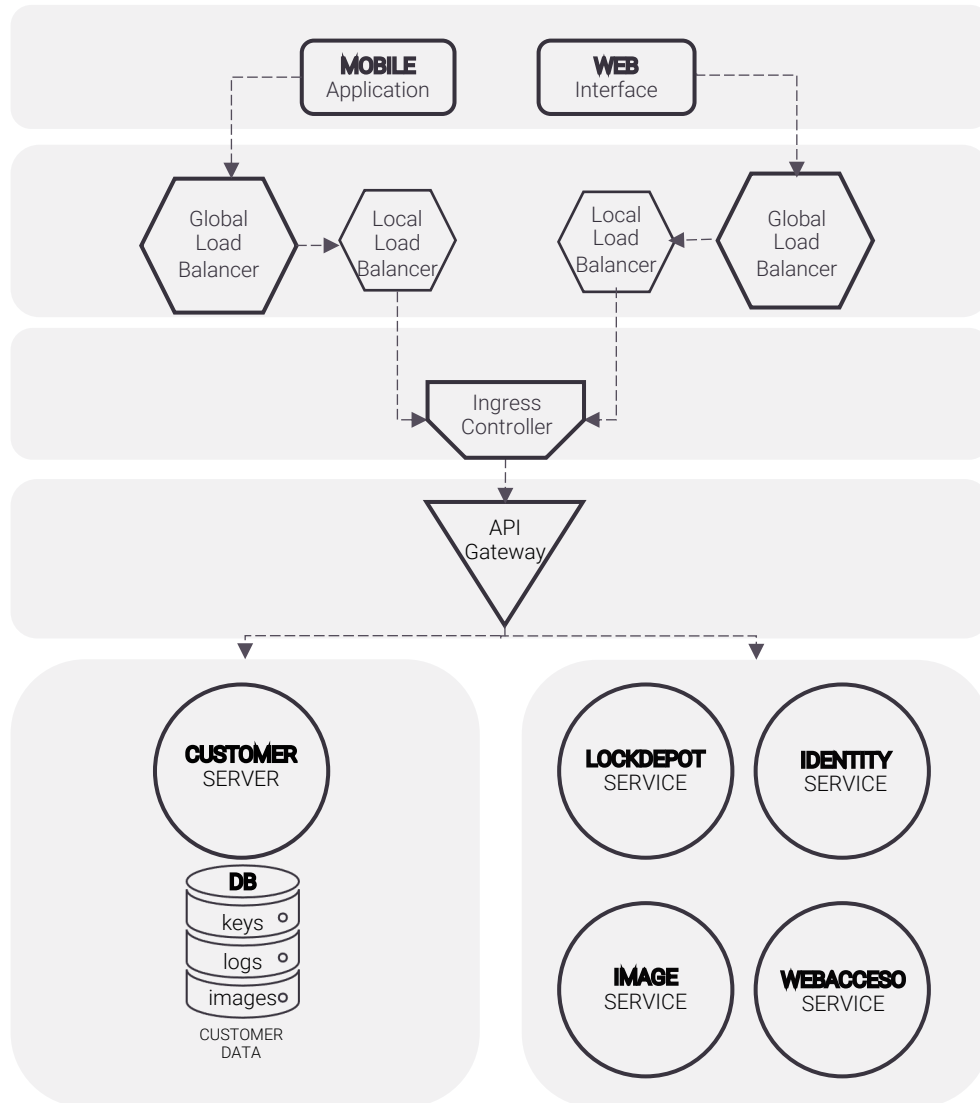 MOBILE
Application
WEB
Interface
Global
Load
Balancer
Local
Load
Balancer
Local
Load
Balancer
Global
Load
Balancer
Ingress
Controller
API
Gateway
CUSTOMER
SERVER
DB
keys
logs
images
CUSTOMER
DATA
LOCKDEPOT
SERVICE
IDENTITY
SERVICE
IMAGE
SERVICE
WEBACCESO
SERVICE